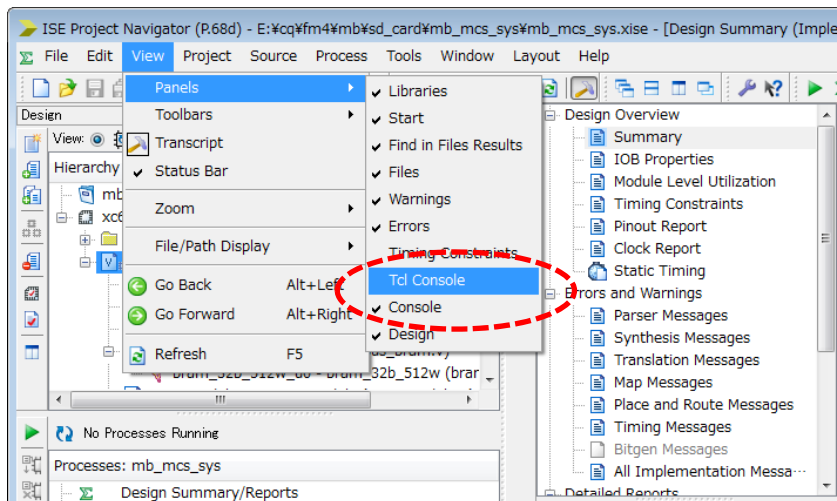 ISE Project Navigator (P.68d) - E:¥cq¥fm4¥mb¥sd_card¥mb_mcs_sys¥mb_mcs_sys.xise - [Design Summary (Imple
File Edit View Project Source Process Tools Window Layout Help
Design
View:
Hierarchy
mb
xc6
Panels
Toolbars
Transcript
Status Bar
Zoom
File/Path Display
Go Back Alt+Left
Go Forward Alt+Right
Refresh F5
Libraries
Start
Find in Files Results
Files
Warnings
Errors
Timing Constraints
Tcl Console
Console
Design
bram_32b_512w (brar
No Processes Running
Processes: mb_mcs_sys
Design Summary/Reports
Design Overview
Summary
IOB Properties
Module Level Utilization
Timing Constraints
Pinout Report
Clock Report
Static Timing
Errors and Warnings
Parser Messages
Synthesis Messages
Translation Messages
Map Messages
Place and Route Messages
Timing Messages
Bitgen Messages
All Implementation Messa…
Detailed Reports